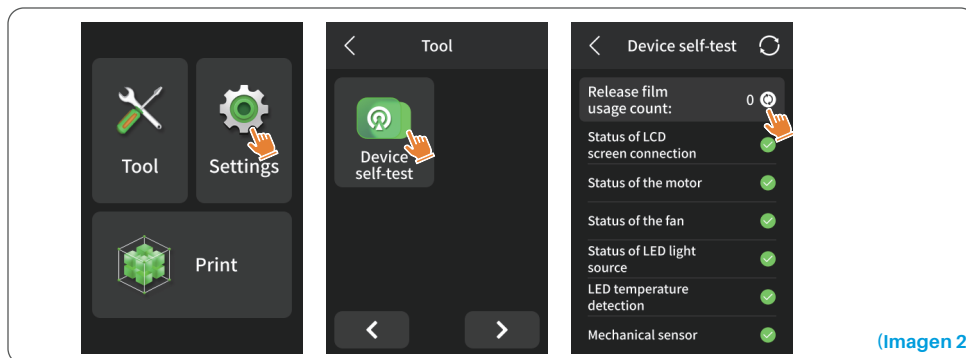 Tool
Settings
Print
Tool
Device
self-test
Device self-test
Release film
usage count:
0
Status of LCD
screen connection
Status of the motor
Status of the fan
Status of LED light
source
LED temperature
detection
Mechanical sensor
(Imagen 2